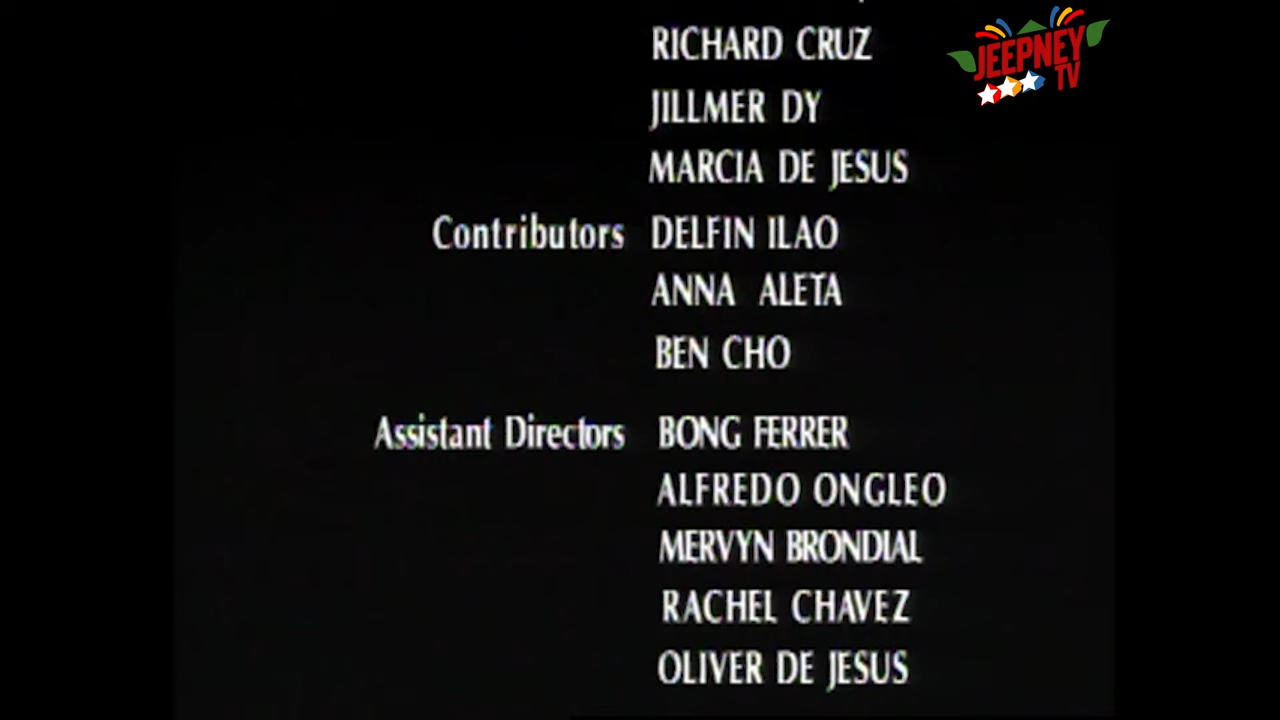 RICHARD CRUZ
JEEPNEY
TV
JILLMER DY
MARCIA DE JESUS
Contributors DELFIN ILAO
ANNA ALETA
BEN CHO
Assistant Directors BONG FERRER
ALFREDO ONGLEO
MERVYN BRONDIAL
RACHEL CHAVEZ
OLIVER DE JESUS